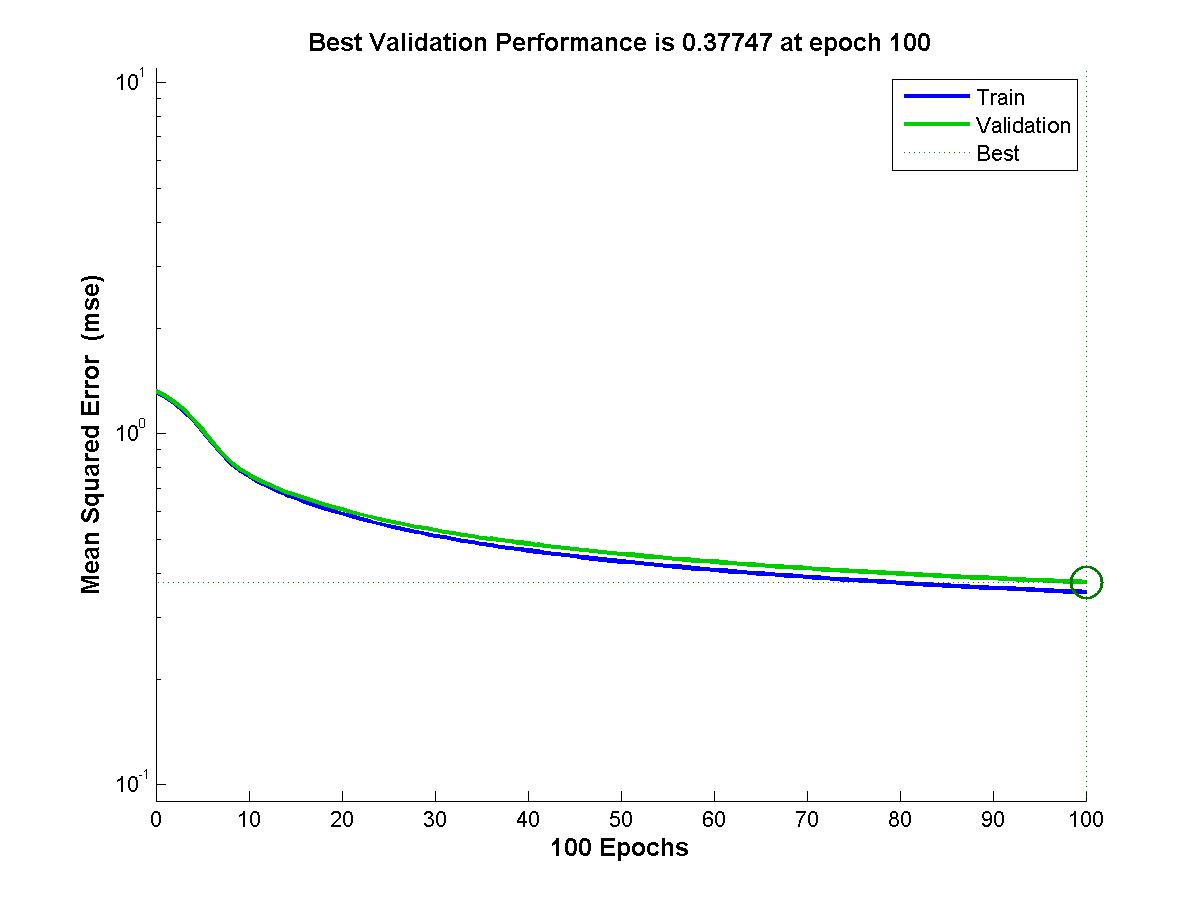 Best Validation Performance is 0.37747 at epoch 100
10^1
10^0
10^-1
Mean Squared Error (mse)
Train
Validation
Best
0 10 20 30 40 50 60 70 80 90 100
100 Epochs